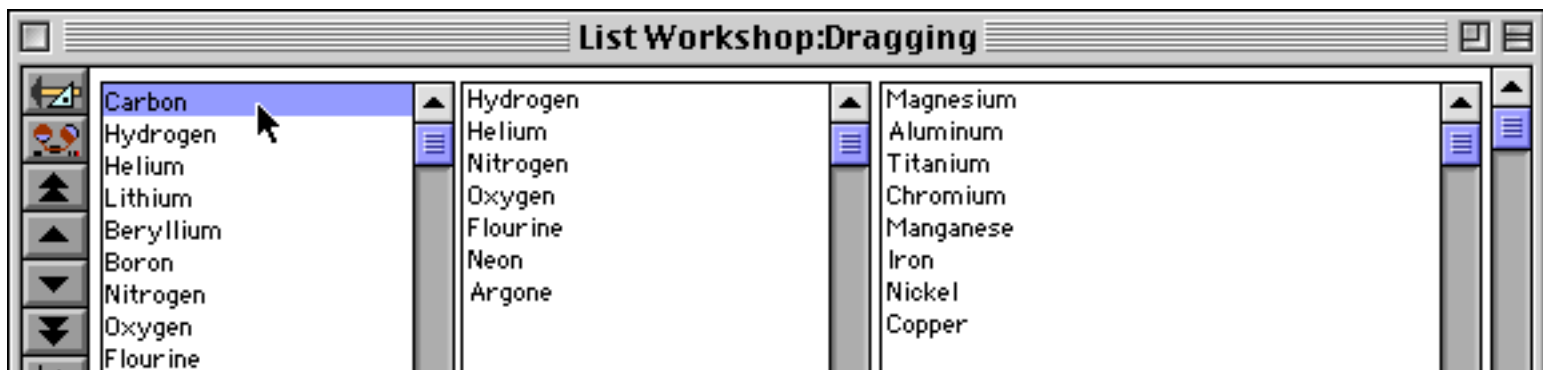 List Workshop:Dragging
Carbon
Hydrogen
Helium
Lithium
Beryllium
Boron
Nitrogen
Oxygen
Flourine
Hydrogen
Helium
Nitrogen
Oxygen
Flourine
Neon
Argone
Magnesium
Aluminum
Titanium
Chromium
Manganese
Iron
Nickel
Copper